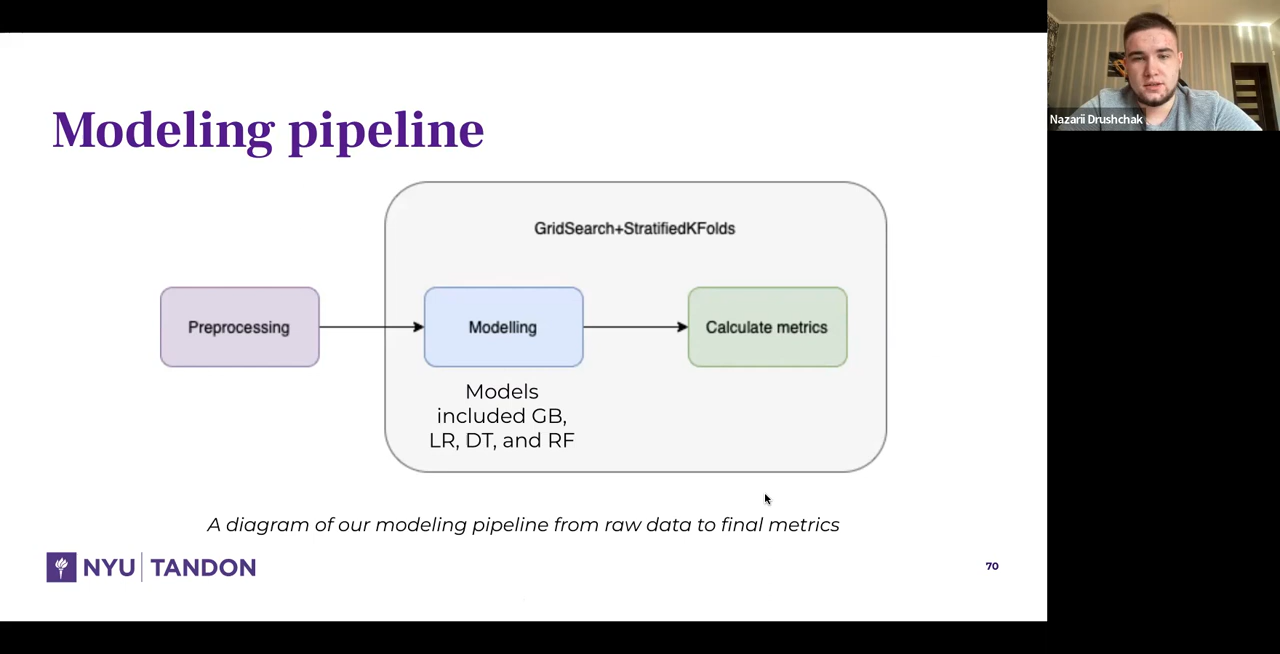 Modeling pipeline
Nazarii Drushchak
GridSearch+StratifiedKFolds
Preprocessing
Modelling
Calculate metrics
Models
included GB,
LR, DT, and RF
A diagram of our modeling pipeline from raw data to final metrics
NYU TANDON
70